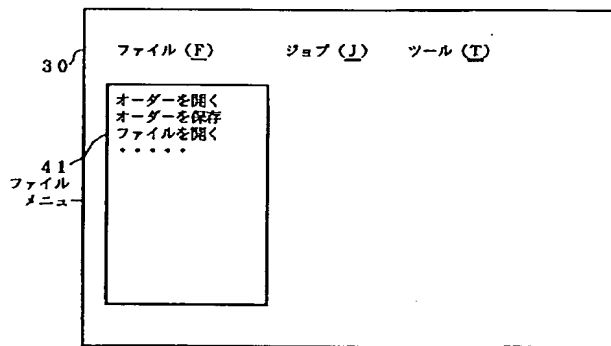 ファイル（F） ジョブ（J） ツール（T）
30
オーダーを開く
オーダーを保存
ファイルを開く
・・・・・
41
ファイル
メニュー